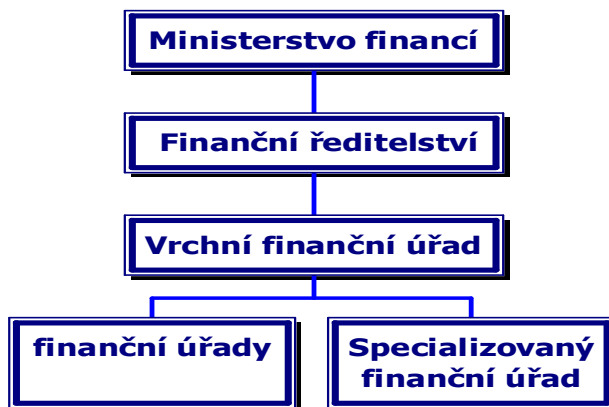 Ministerstvo financí
Finanční ředitelství
Vrchní finanční úřad
finanční úřady
Specializovaný
finanční úřad